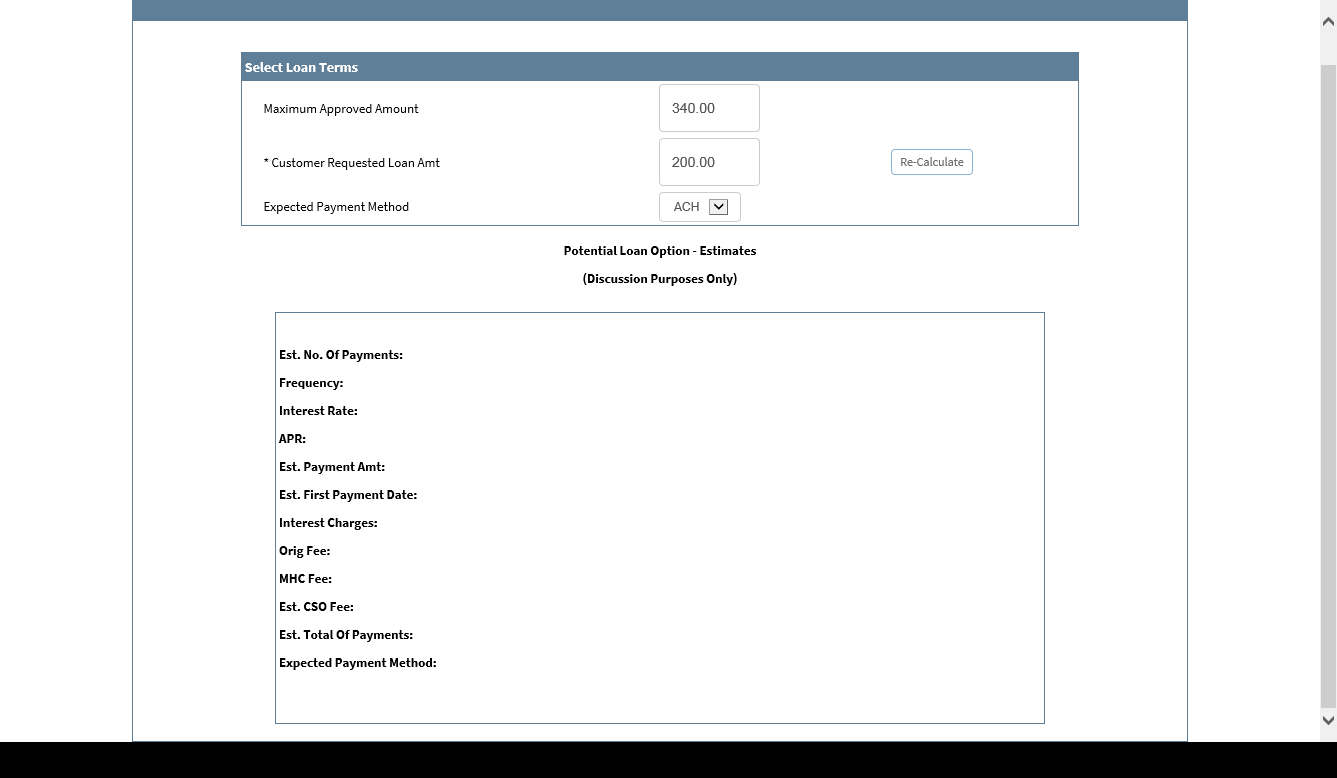 Select Loan Terms
Maximum Approved Amount 340.00
* Customer Requested Loan Amt 200.00 Re-Calculate
Expected Payment Method ACH
Potential Loan Option - Estimates
(Discussion Purposes Only)
Est. No. Of Payments:
Frequency:
Interest Rate:
APR:
Est. Payment Amt:
Est. First Payment Date:
Interest Charges:
Orig Fee:
MHC Fee:
Est. CSO Fee:
Est. Total Of Payments:
Expected Payment Method: